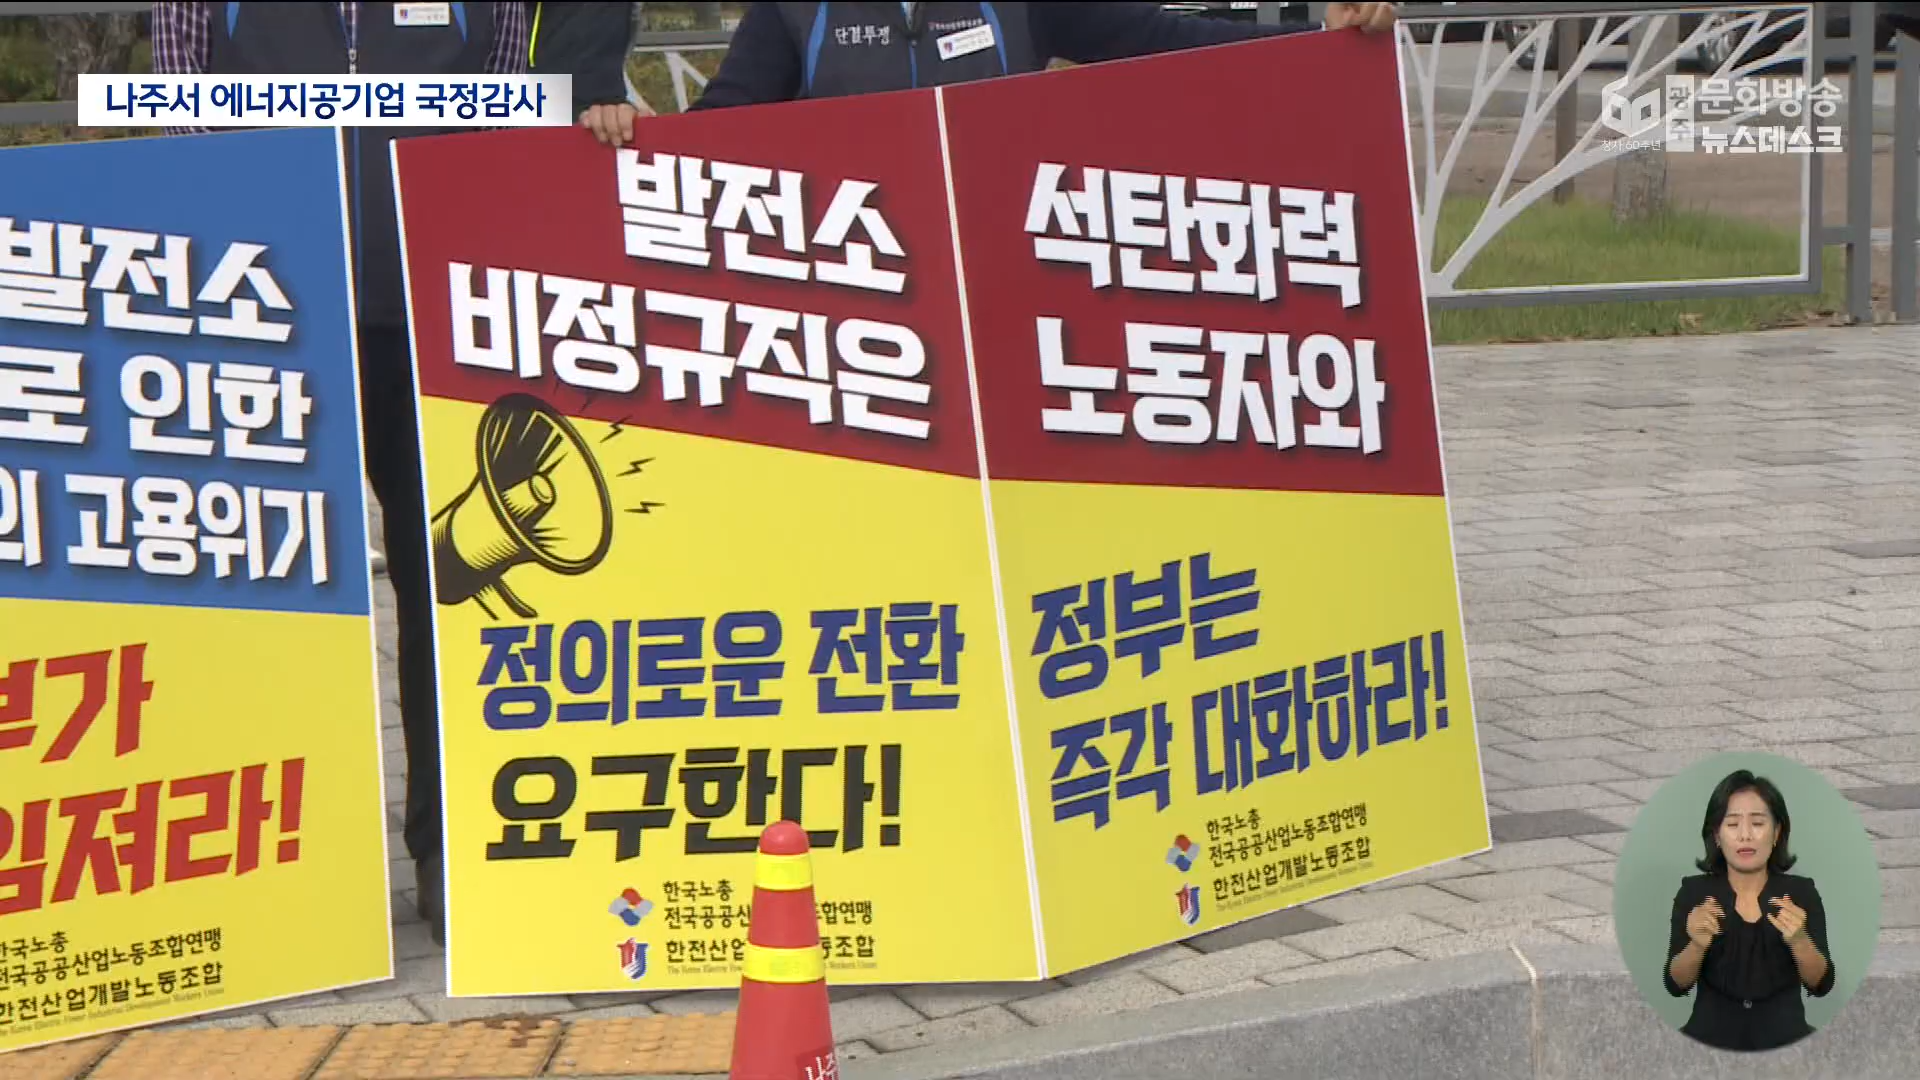 나주서 에너지공기업 국정감사
단결투쟁
창사 60주년
광주
문화방송
뉴스데스크
발전소
로 인한
의 고용위기
부가
임져라!
한국노총
전국공공산업노동조합연맹
한전산업개발노동조합
발전소
비정규직은
정의로운 전환
요구한다!
한국노총
전국공공산 조합연맹
한전산업 동조합
석탄화력
노동자와
정부는
즉각 대화하라!
한국노총
전국공공산업노동조합연맹
한전산업개발노동조합
나주